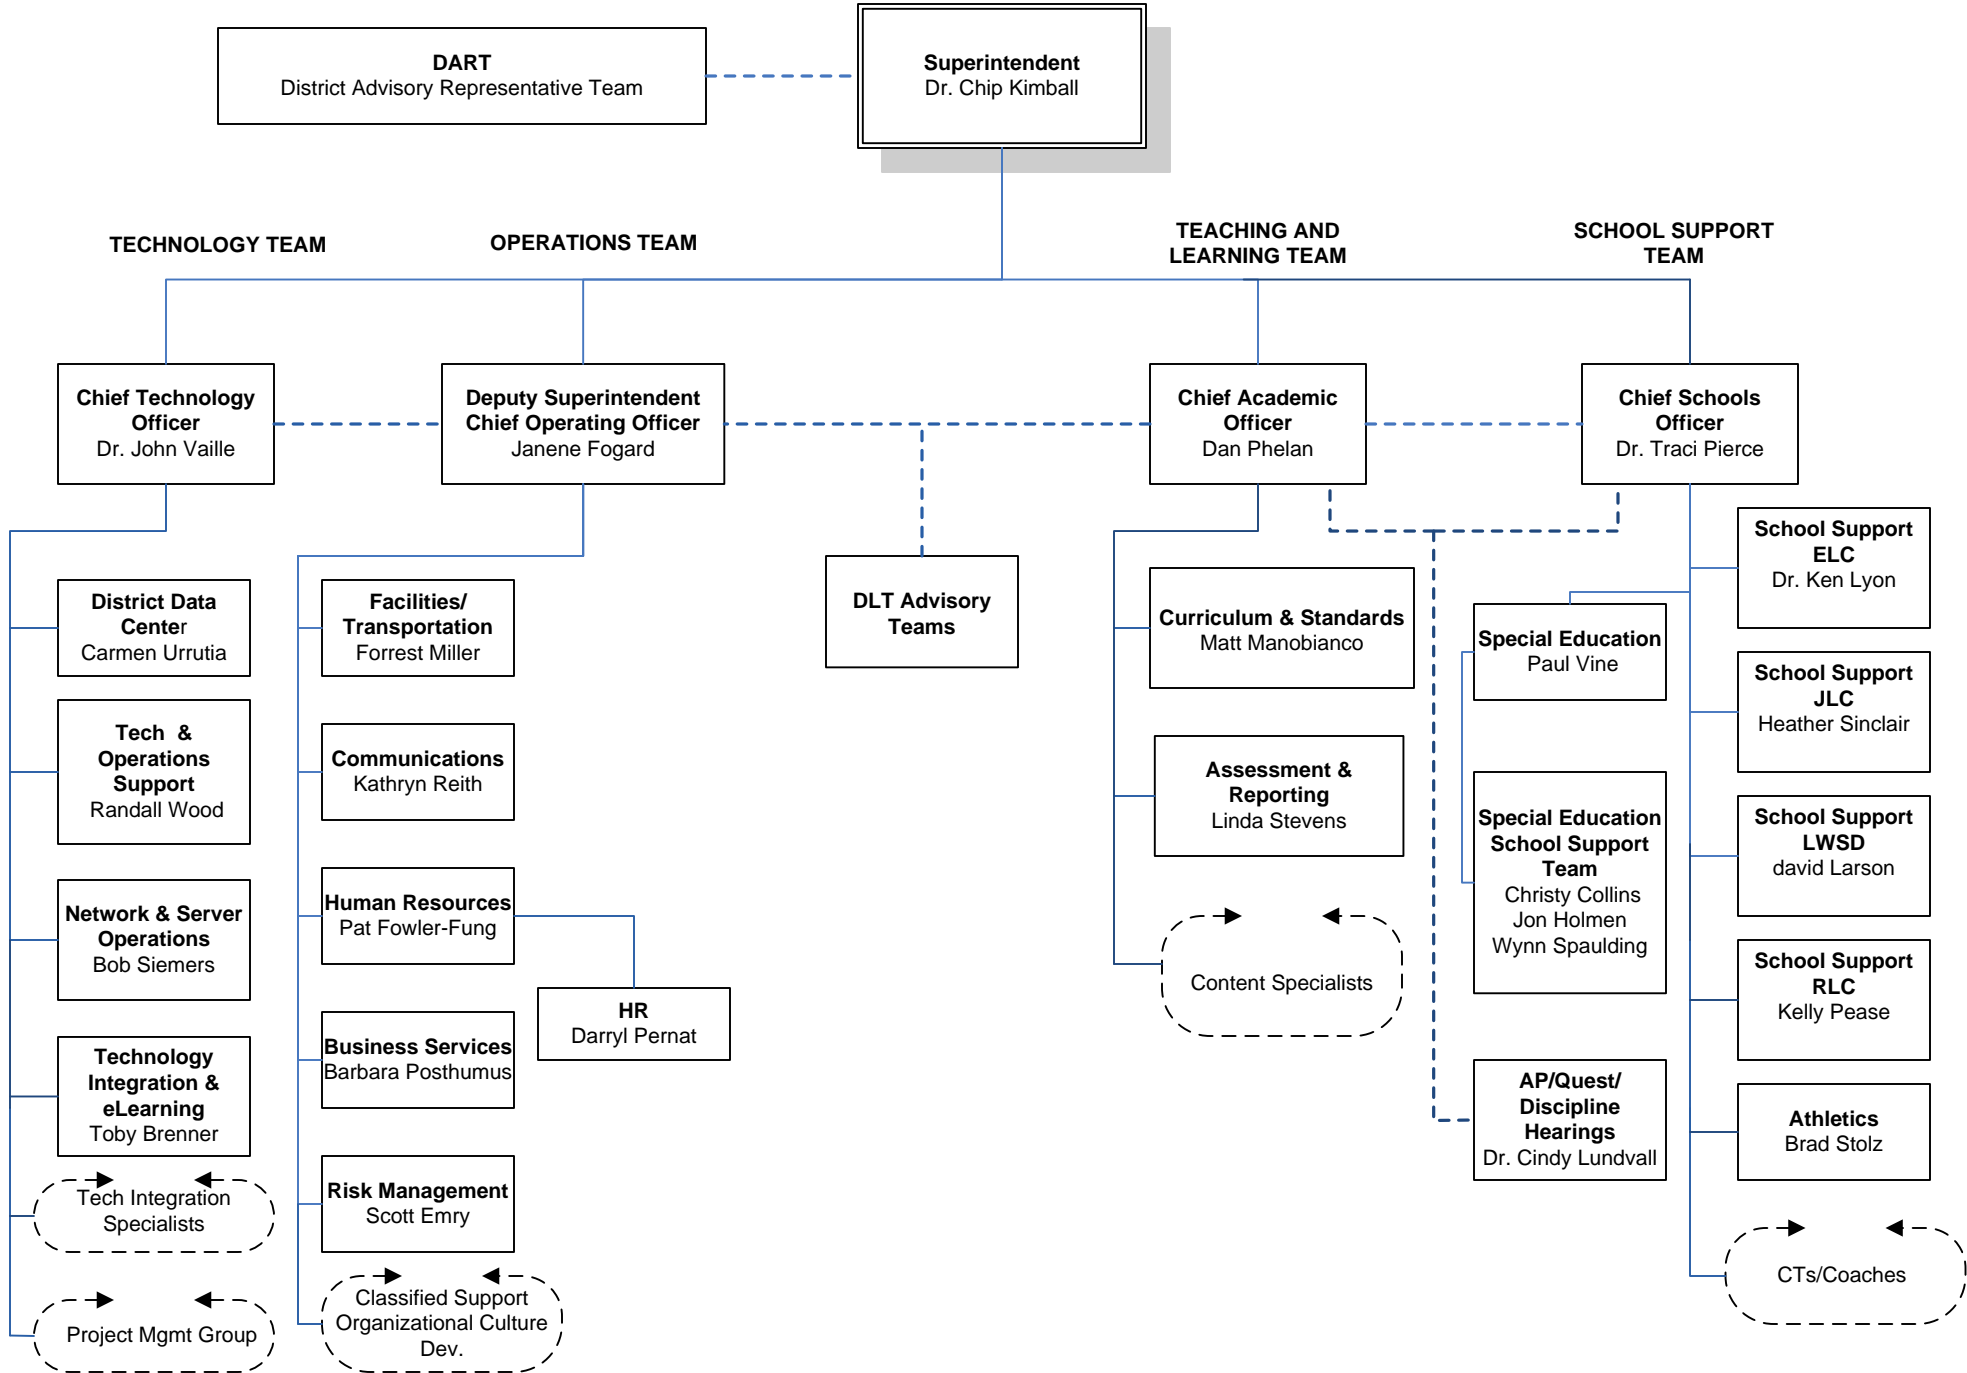 DART
District Advisory Representative Team
Superintendent
Dr. Chip Kimball
TECHNOLOGY TEAM
OPERATIONS TEAM
TEACHING AND
LEARNING TEAM
SCHOOL SUPPORT
TEAM
Chief Technology
Officer
Dr. John Vaille
Deputy Superintendent
Chief Operating Officer
Janene Fogard
Chief Academic
Officer
Dan Phelan
Chief Schools
Officer
Dr. Traci Pierce
District Data
Center
Carmen Urrutia
Tech & 
Operations
Support
Randall Wood
Network & Server
Operations
Bob Siemers
Technology
Integration &
eLearning
Toby Brenner
Tech Integration
Specialists
Project Mgmt Group
Facilities/
Transportation
Forrest Miller
Communications
Kathryn Reith
Human Resources
Pat Fowler-Fung
HR
Darryl Pernat
Business Services
Barbara Posthumus
Risk Management
Scott Emry
Classified Support
Organizational Culture
Dev.
DLT Advisory
Teams
Curriculum & Standards
Matt Manobianco
Assessment &
Reporting
Linda Stevens
Content Specialists
Special Education
Paul Vine
Special Education
School Support
Team
Christy Collins
Jon Holmen
Wynn Spaulding
AP/Quest/
Discipline
Hearings
Dr. Cindy Lundvall
School Support
ELC
Dr. Ken Lyon
School Support
JLC
Heather Sinclair
School Support
LWSD
david Larson
School Support
RLC
Kelly Pease
Athletics
Brad Stolz
CTs/Coaches